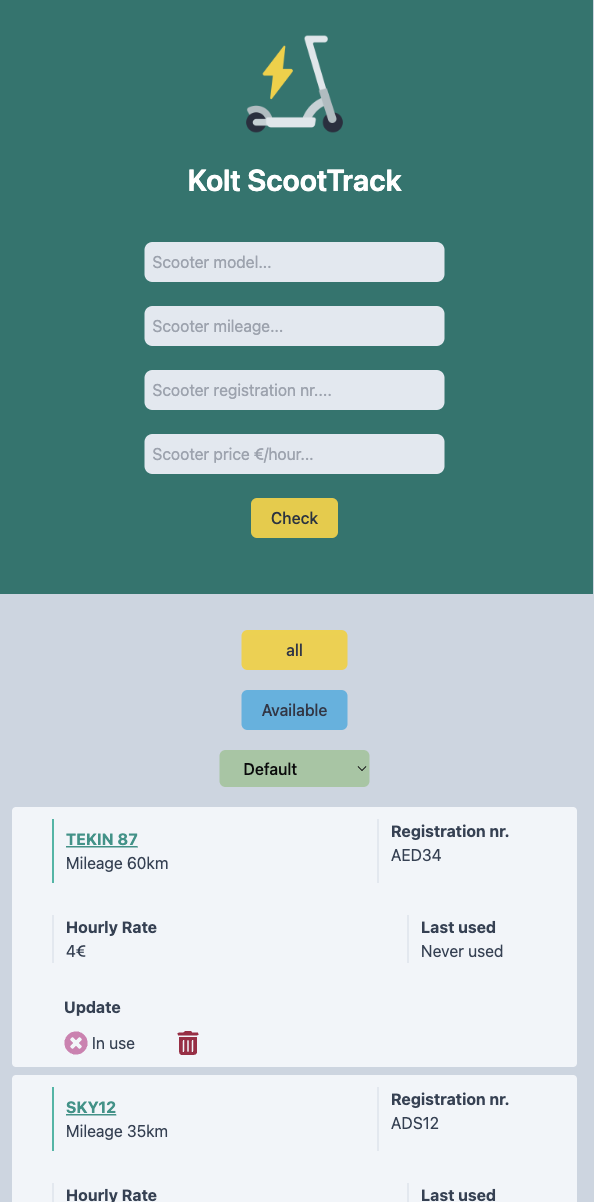 Kolt ScootTrack
Scooter model...
Scooter mileage...
Scooter registration nr....
Scooter price €/hour...
Check
all
Available
Default
TEKIN 87
Mileage 60km
Registration nr.
AED34
Hourly Rate
4€
Last used
Never used
Update
In use
SKY12
Mileage 35km
Registration nr.
ADS12
Hourly Rate
Last used